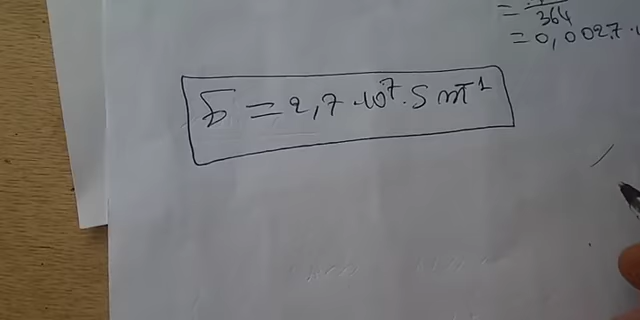 364
= 0,0027.
δ = 2,7 · 10⁷ · S m⁻¹